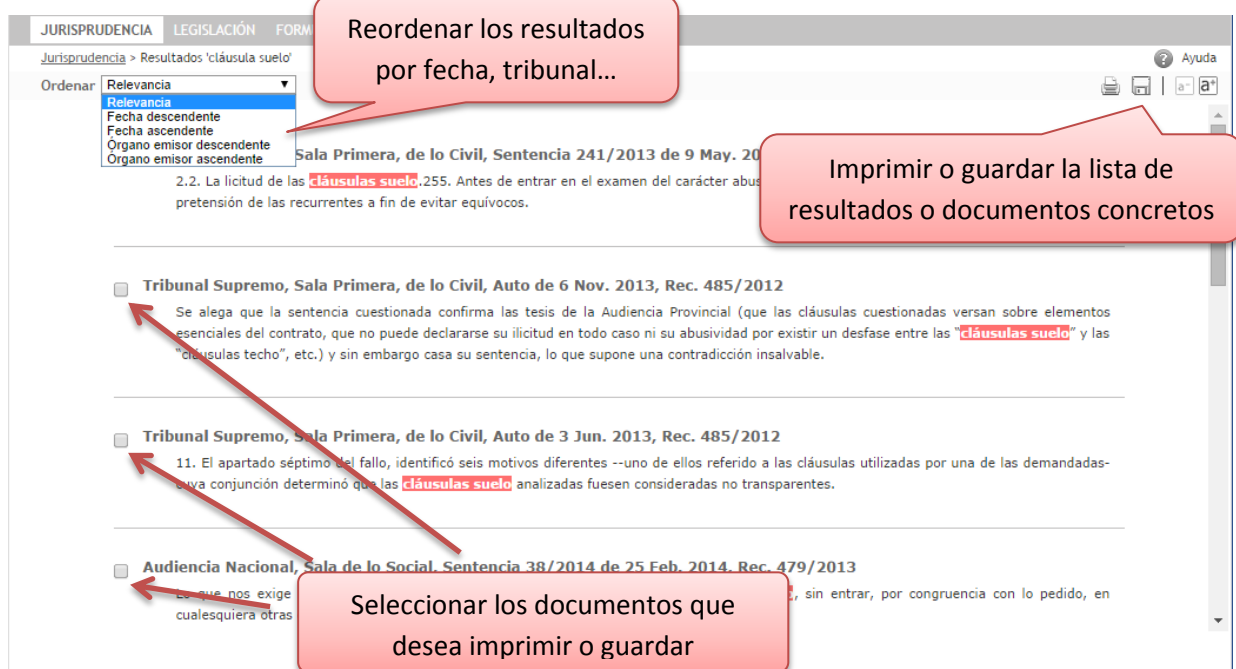 JURISPRUDENCIA LEGISLACIÓN
Reordenar los resultados
por fecha, tribunal...
Jurisprudencia > Resultados 'cláusula suelo'
Ayuda
Ordenar Relevancia
a- a+
Relevancia
Fecha descendente
Fecha ascendente
Órgano emisor descendente
Órgano emisor ascendente
Sala Primera, de lo Civil, Sentencia 241/2013 de 9 May.
2.2. La licitud de las cláusulas suelo.255. Antes de entrar en el examen del carácter
pretensión de las recurrentes a fin de evitar equívocos.
Imprimir o guardar la lista de
resultados o documentos concretos
Tribunal Supremo, Sala Primera, de lo Civil, Auto de 6 Nov. 2013, Rec. 485/2012
Se alega que la sentencia cuestionada confirma las tesis de la Audiencia Provincial (que las cláusulas cuestionadas versan sobre elementos
esenciales del contrato, que no puede declararse su ilicitud en todo caso ni su abusividad por existir un desfase entre las "cláusulas suelo" y las
"cláusulas techo", etc.) y sin embargo casa su sentencia, lo que supone una contradicción insalvable.
Tribunal Supremo, Sala Primera, de lo Civil, Auto de 3 Jun. 2013, Rec. 485/2012
11. El apartado séptimo del fallo, identificó seis motivos diferentes --uno de ellos referido a las cláusulas utilizadas por una de las demandadas-
cuya conjunción determinó que las cláusulas suelo analizadas fuesen consideradas no transparentes.
Audiencia Nacional, Sala de lo Social, Sentencia 38/2014 de 25 Feb. 2014, Rec. 479/2013
Lo que nos exige , sin entrar, por congruencia con lo pedido, en
cualesquiera otras
Seleccionar los documentos que
desea imprimir o guardar